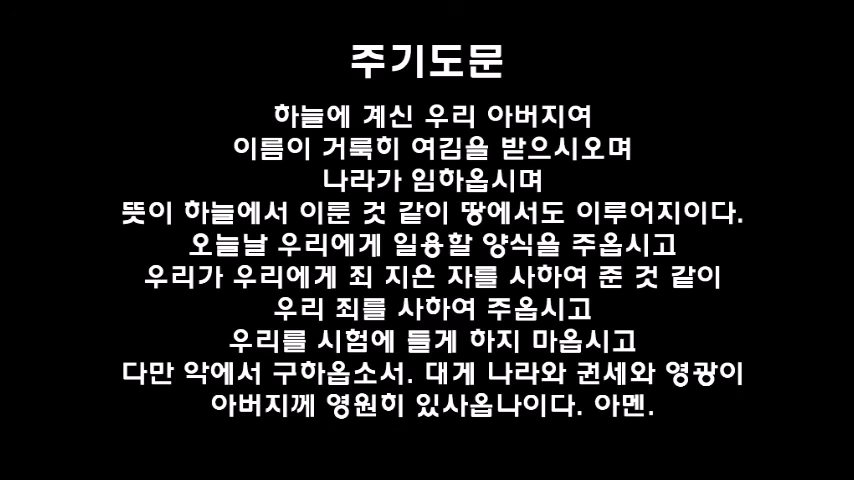 주기도문
하늘에 계신 우리 아버지여
이름이 거룩히 여김을 받으시오며
나라가 임하옵시며
뜻이 하늘에서 이룬 것 같이 땅에서도 이루어지이다.
오늘날 우리에게 일용할 양식을 주옵시고
우리가 우리에게 죄 지은 자를 사하여 준 것 같이
우리 죄를 사하여 주옵시고
우리를 시험에 들게 하지 마옵시고
다만 악에서 구하옵소서. 대게 나라와 권세와 영광이
아버지께 영원히 있사옵나이다. 아멘.